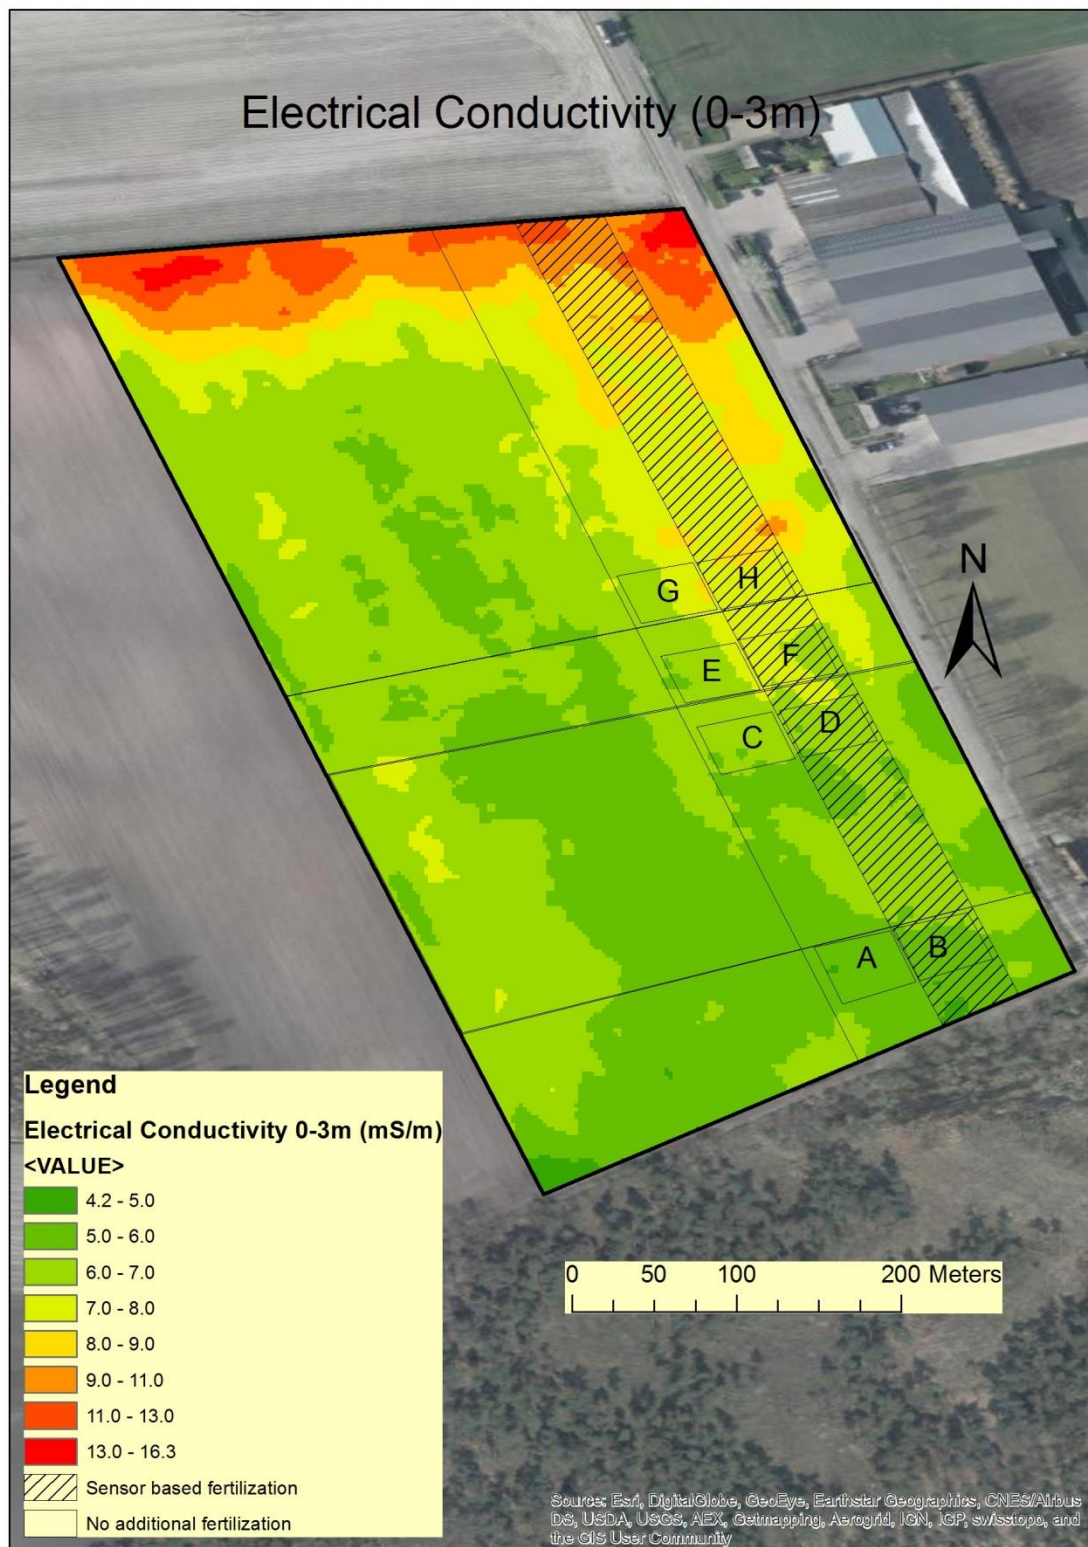 Electrical Conductivity (0-3m)
N
G
H
E
F
C
D
A
B
Legend
Electrical Conductivity 0-3m (mS/m)
<VALUE>
4.2 - 5.0
5.0 - 6.0
6.0 - 7.0
7.0 - 8.0
8.0 - 9.0
9.0 - 11.0
11.0 - 13.0
13.0 - 16.3
Sensor based fertilization
No additional fertilization
0 50 100 200 Meters
Source: Esri, DigitalGlobe, GeoEye, Earthstar Geographics, CNES/Airbus
DS, USDA, USGS, AEX, Getmapping, Aerogrid, IGN, IGP, swisstopo, and
the GIS User Community